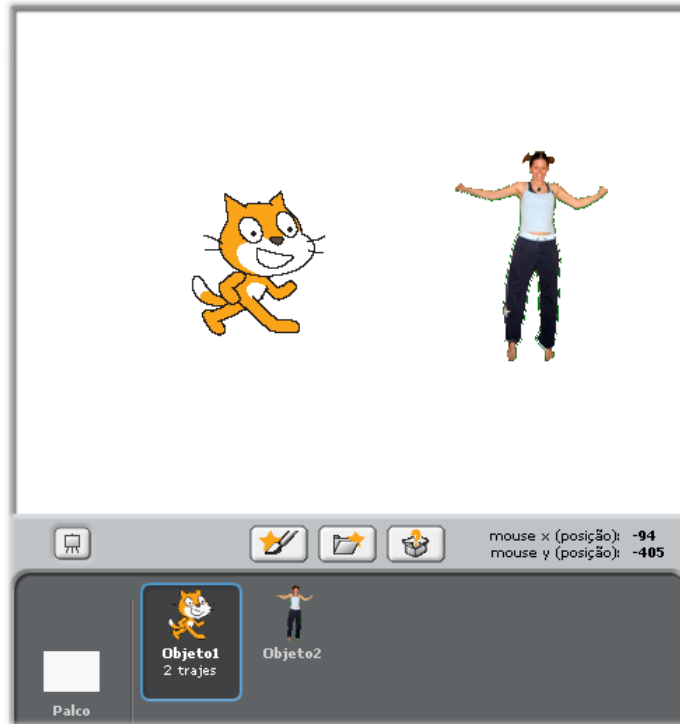 mouse x (posição): -94
mouse y (posição): -405
Objeto1
2 trajes
Objeto2
Palco